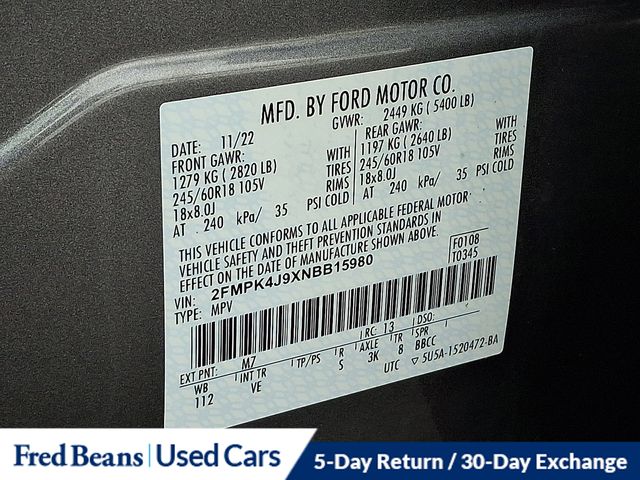 MFD. BY FORD MOTOR CO.
DATE: 11/22
GVWR: 2449 KG ( 5400 LB)
FRONT GAWR:
REAR GAWR:
1279 KG ( 2820 LB) WITH
1197 KG ( 2640 LB) WITH
245/60R18 105V TIRES
245/60R18 105V TIRES
18x8.0J RIMS
18x8.0J RIMS
AT 240 kPa/ 35 PSI COLD
AT 240 kPa/ 35 PSI COLD
THIS VEHICLE CONFORMS TO ALL APPLICABLE FEDERAL MOTOR
VEHICLE SAFETY AND THEFT PREVENTION STANDARDS IN
EFFECT ON THE DATE OF MANUFACTURE SHOWN ABOVE.
F0108
T0345
VIN: 2FMPK4J9XNBB15980
TYPE: MPV
EXT PNT: M7 RC: 13 DSO:
WB INT TR TP/PS R AXLE TR SPR
112 VE S 3K 8 BBCC
UTC ▽ 5U5A-1520472-BA
Fred Beans | Used Cars 5-Day Return / 30-Day Exchange